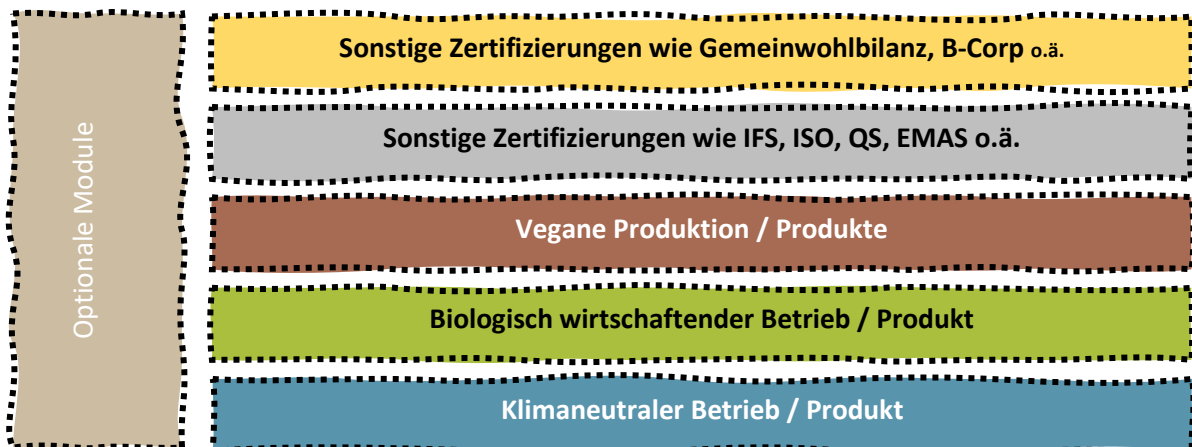 Optionale Module
Sonstige Zertifizierungen wie Gemeinwohlbilanz, B-Corp o.ä.
Sonstige Zertifizierungen wie IFS, ISO, QS, EMAS o.ä.
Vegane Produktion / Produkte
Biologisch wirtschaftender Betrieb / Produkt
Klimaneutraler Betrieb / Produkt